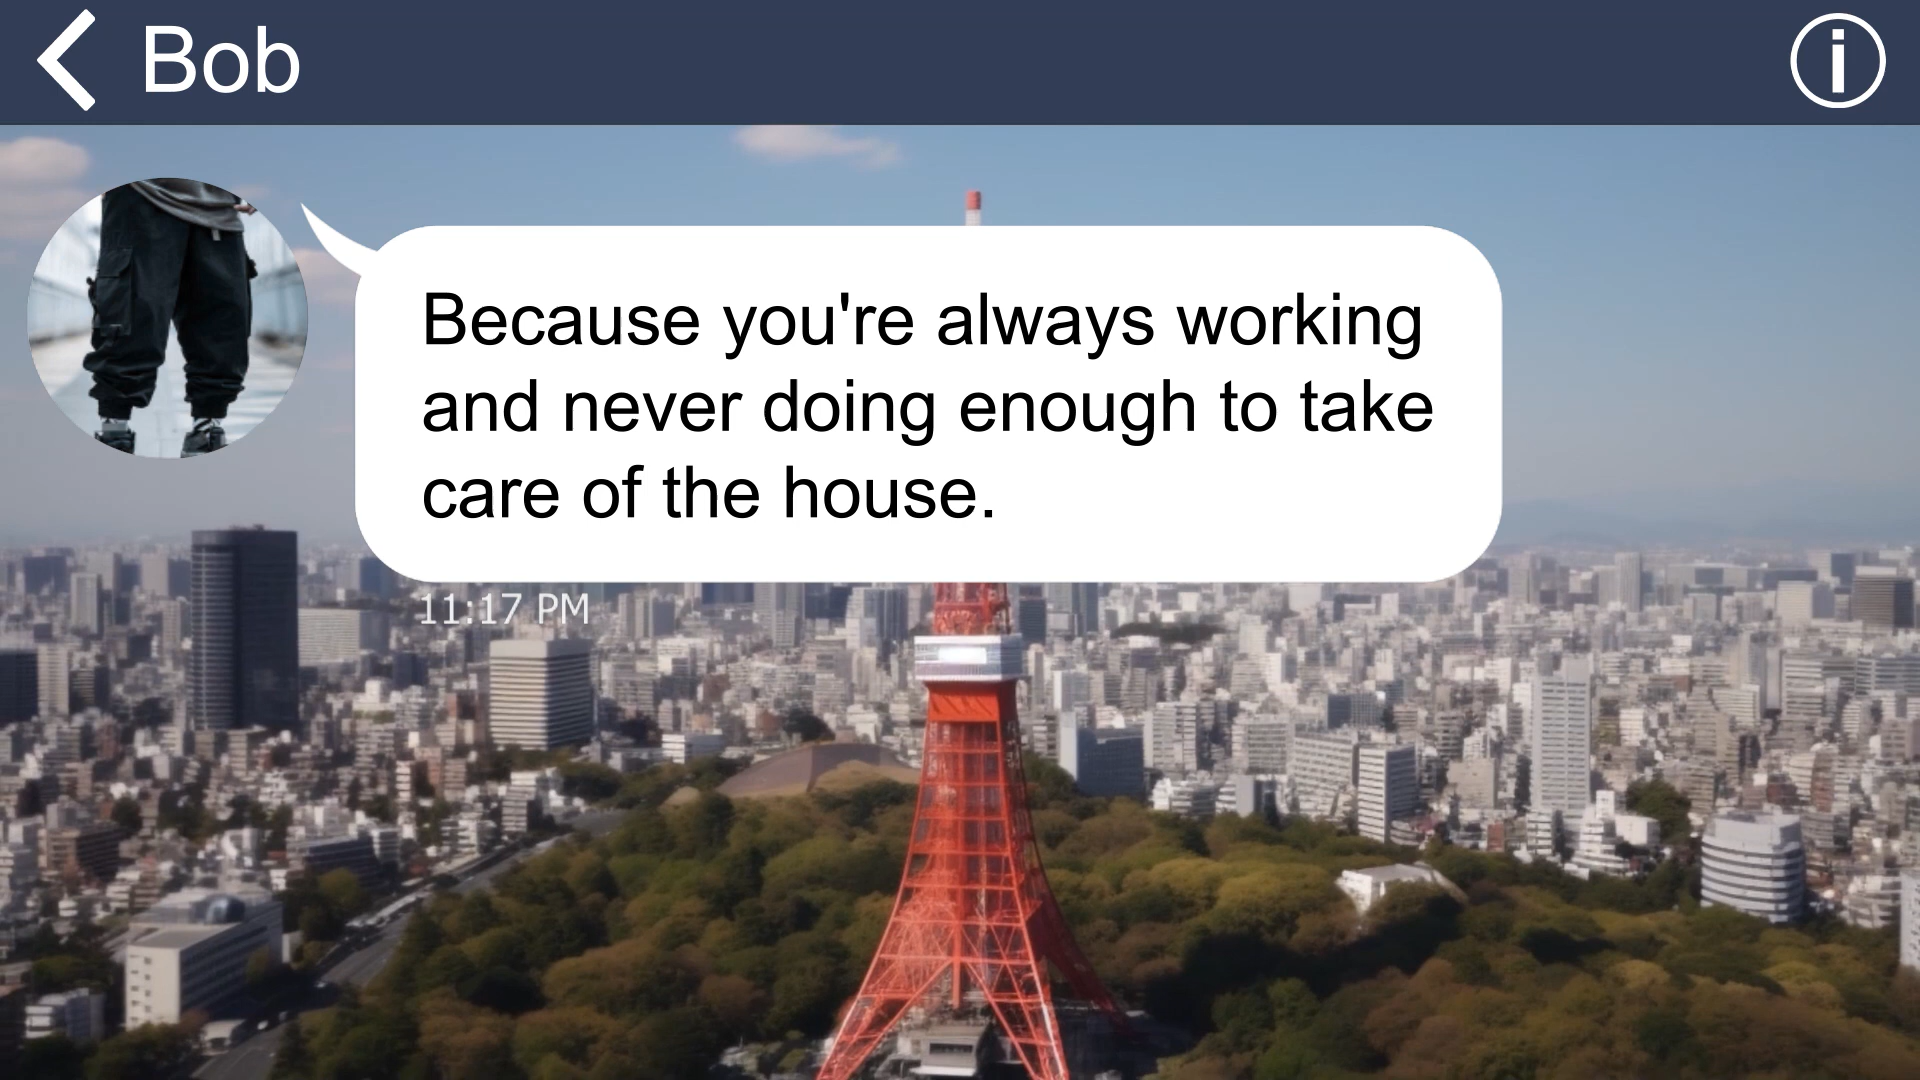 Bob
Because you're always working
and never doing enough to take
care of the house.
11:17 PM